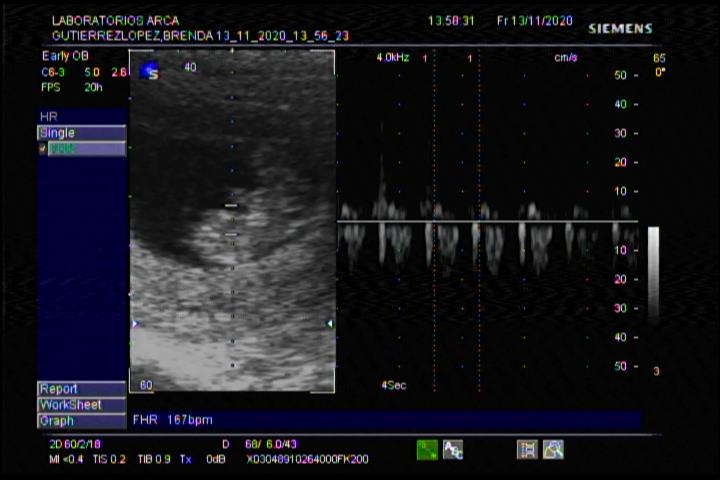 LABORATORIOS ARCA 13:58:31 Fr 13/11/2020 SIEMENS
GUTIERREZLOPEZ,BRENDA 13_11_2020_13_56_23
Early OB
C6-3 5.0 2.6
FPS 20h
HR
Single
S
40
60
4.0kHz 1 1 cm/s 65
0°
50
40
30
20
10
10
20
30
40
50
3
4Sec
Report
WorkSheet
Graph
FHR 167bpm
2D 60/2/18 D 68/ 6.0/43
MI <0.4 TIS 0.2 TIB 0.9 Tx 0dB X03048910264000FK200